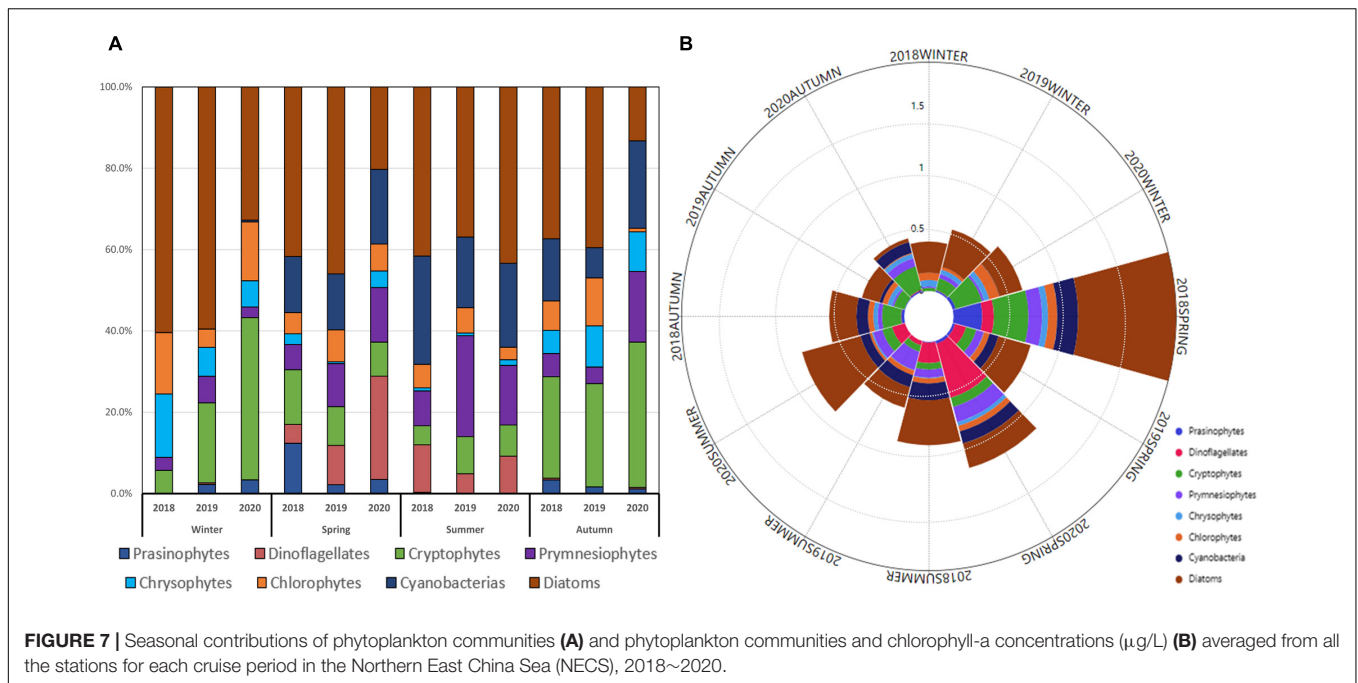 A
100.0%
80.0%
60.0%
40.0%
20.0%
0.0%
2018 2019 2020 2018 2019 2020 2018 2019 2020 2018 2019 2020
Winter Spring Summer Autumn
Prasinophytes Dinoflagellates Cryptophytes Prymnesiophytes
Chrysophytes Chlorophytes Cyanobacterias Diatoms
B
2018WINTER
2019WINTER
2020WINTER
2018SPRING
2019SPRING
2020SPRING
2018SUMMER
2019SUMMER
2020SUMMER
2018AUTUMN
2019AUTUMN
2020AUTUMN
1.5
1
0.5
Prasinophytes
Dinoflagellates
Cryptophytes
Prymnesiophytes
Chrysophytes
Chlorophytes
Cyanobacteria
Diatoms
FIGURE 7 | Seasonal contributions of phytoplankton communities (A) and phytoplankton communities and chlorophyll-a concentrations (μg/L) (B) averaged from all
the stations for each cruise period in the Northern East China Sea (NECS), 2018~2020.